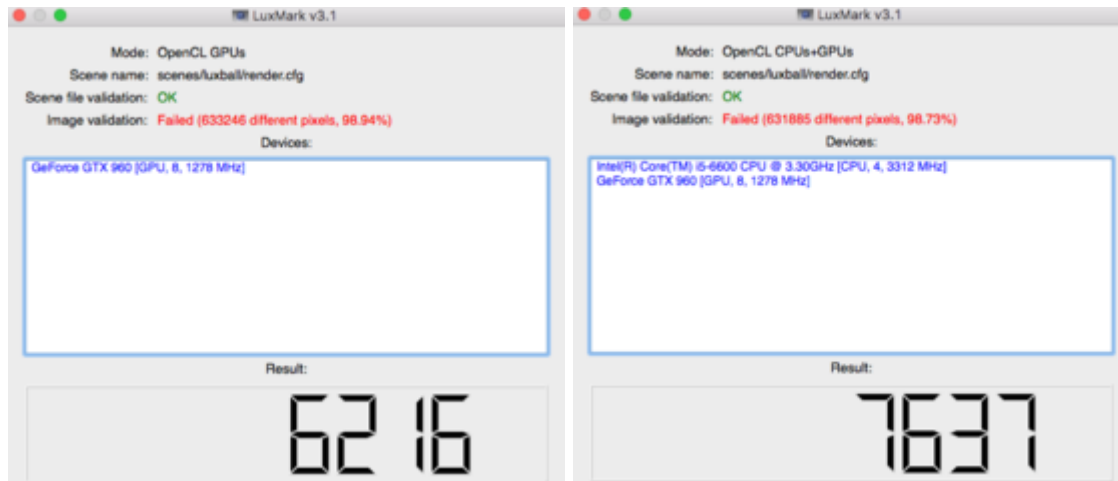 LuxMark v3.1
Mode: OpenCL GPUs
Scene name: scenes/luxball/render.cfg
Scene file validation: OK
Image validation: Failed (633246 different pixels, 98.94%)
Devices:
GeForce GTX 960 [GPU, 8, 1278 MHz]
Result:
6216
LuxMark v3.1
Mode: OpenCL CPUs+GPUs
Scene name: scenes/luxball/render.cfg
Scene file validation: OK
Image validation: Failed (631885 different pixels, 98.73%)
Devices:
Intel(R) Core(TM) i5-6600 CPU @ 3.30GHz [CPU, 4, 3312 MHz]
GeForce GTX 960 [GPU, 8, 1278 MHz]
Result:
7637